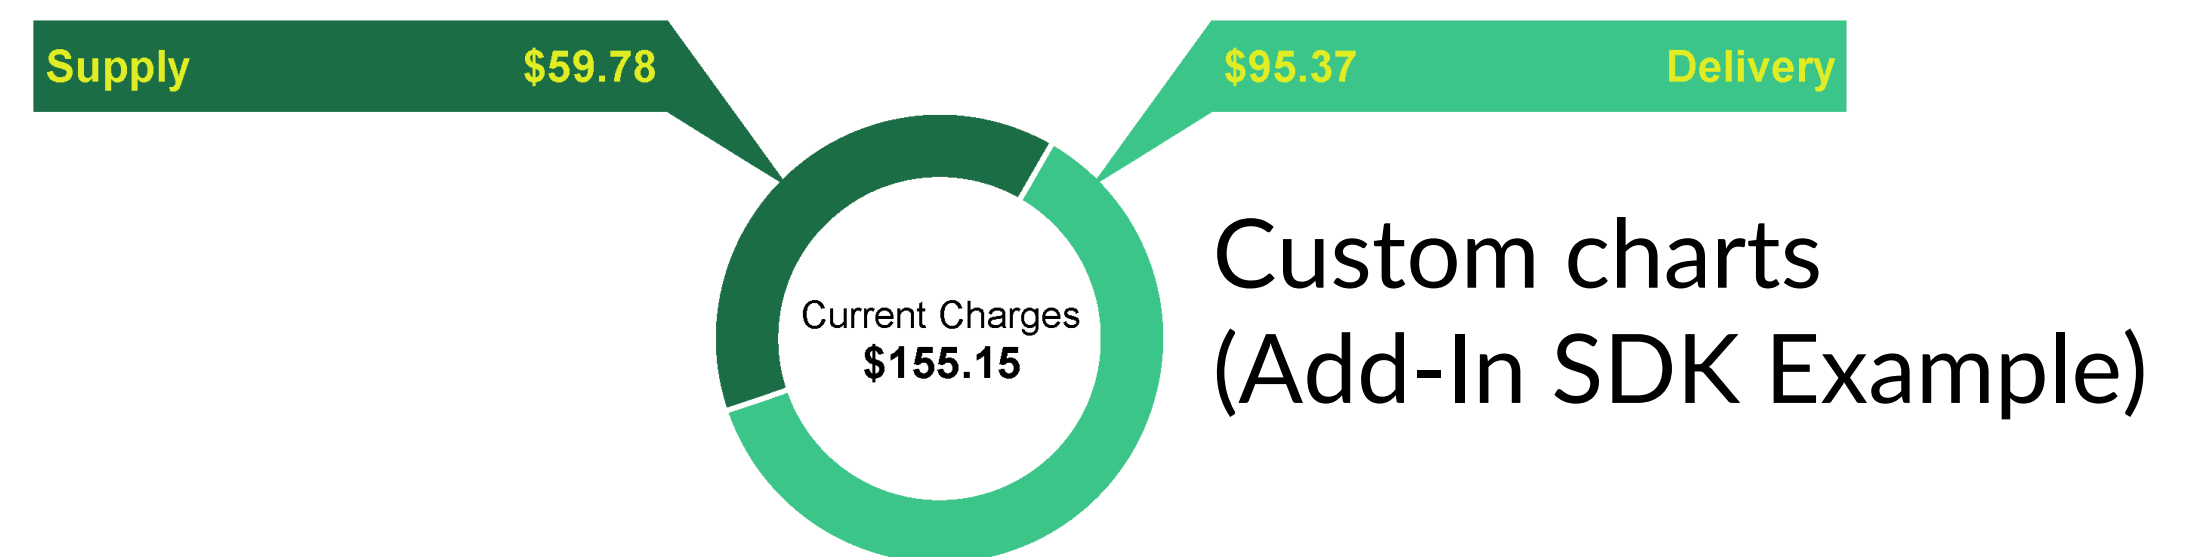 Supply $59.78
$95.37 Delivery
Current Charges
$155.15
Custom charts
(Add-In SDK Example)